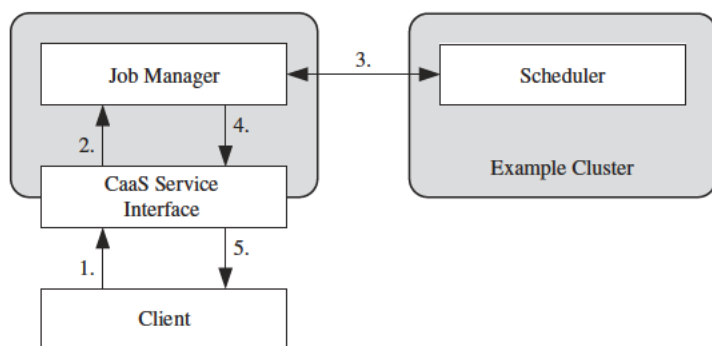 Job Manager
3.
Scheduler
2.
4.
CaaS Service
Interface
Example Cluster
1.
5.
Client